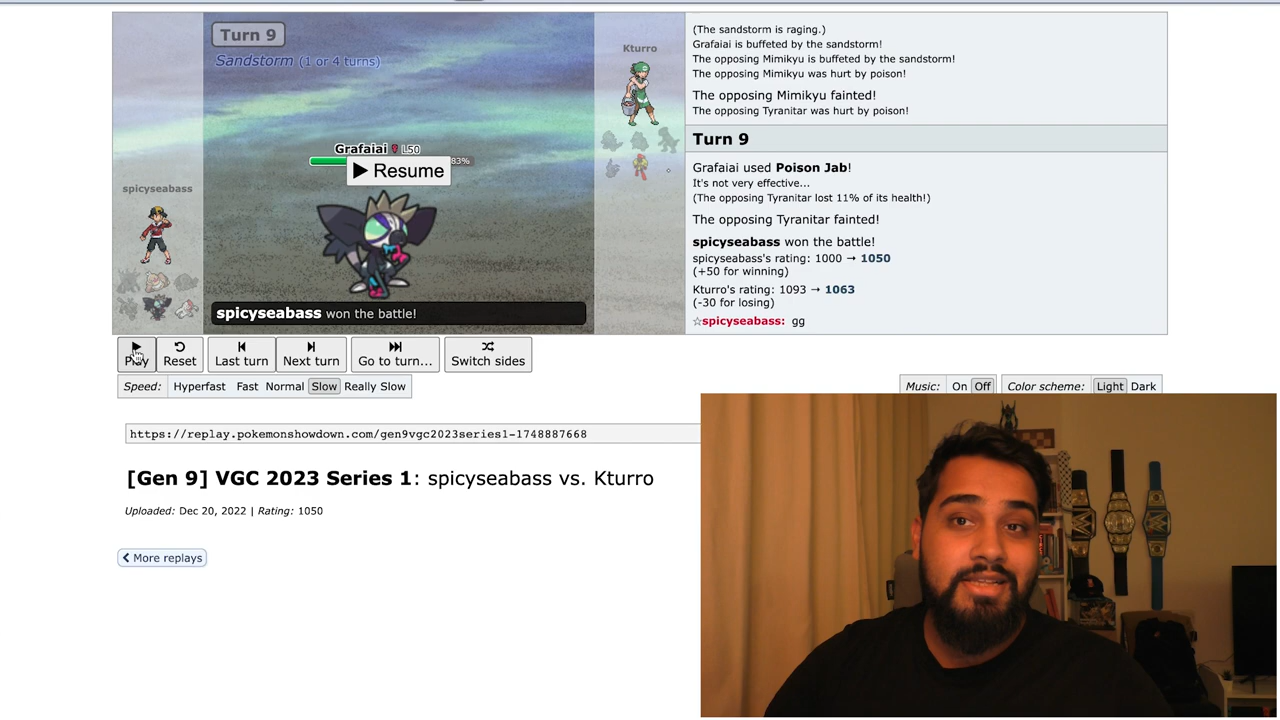 Turn 9
Sandstorm (1 or 4 turns)
Grafaiai L50
83%
Resume
spicyseabass
spicyseabass won the battle!
Kturro
(The sandstorm is raging.)
Grafaiai is buffeted by the sandstorm!
The opposing Mimikyu is buffeted by the sandstorm!
The opposing Mimikyu was hurt by poison!
The opposing Mimikyu fainted!
The opposing Tyranitar was hurt by poison!
Turn 9
Grafaiai used Poison Jab!
It's not very effective...
(The opposing Tyranitar lost 11% of its health!)
The opposing Tyranitar fainted!
spicyseabass won the battle!
spicyseabass's rating: 1000 → 1050
(+50 for winning)
Kturro's rating: 1093 → 1063
(-30 for losing)
☆spicyseabass: gg
Play Reset Last turn Next turn Go to turn... Switch sides
Speed: Hyperfast Fast Normal Slow Really Slow
Music: On Off Color scheme: Light Dark
https://replay.pokemonshowdown.com/gen9vgc2023series1-1748887668
[Gen 9] VGC 2023 Series 1: spicyseabass vs. Kturro
Uploaded: Dec 20, 2022 | Rating: 1050
More replays